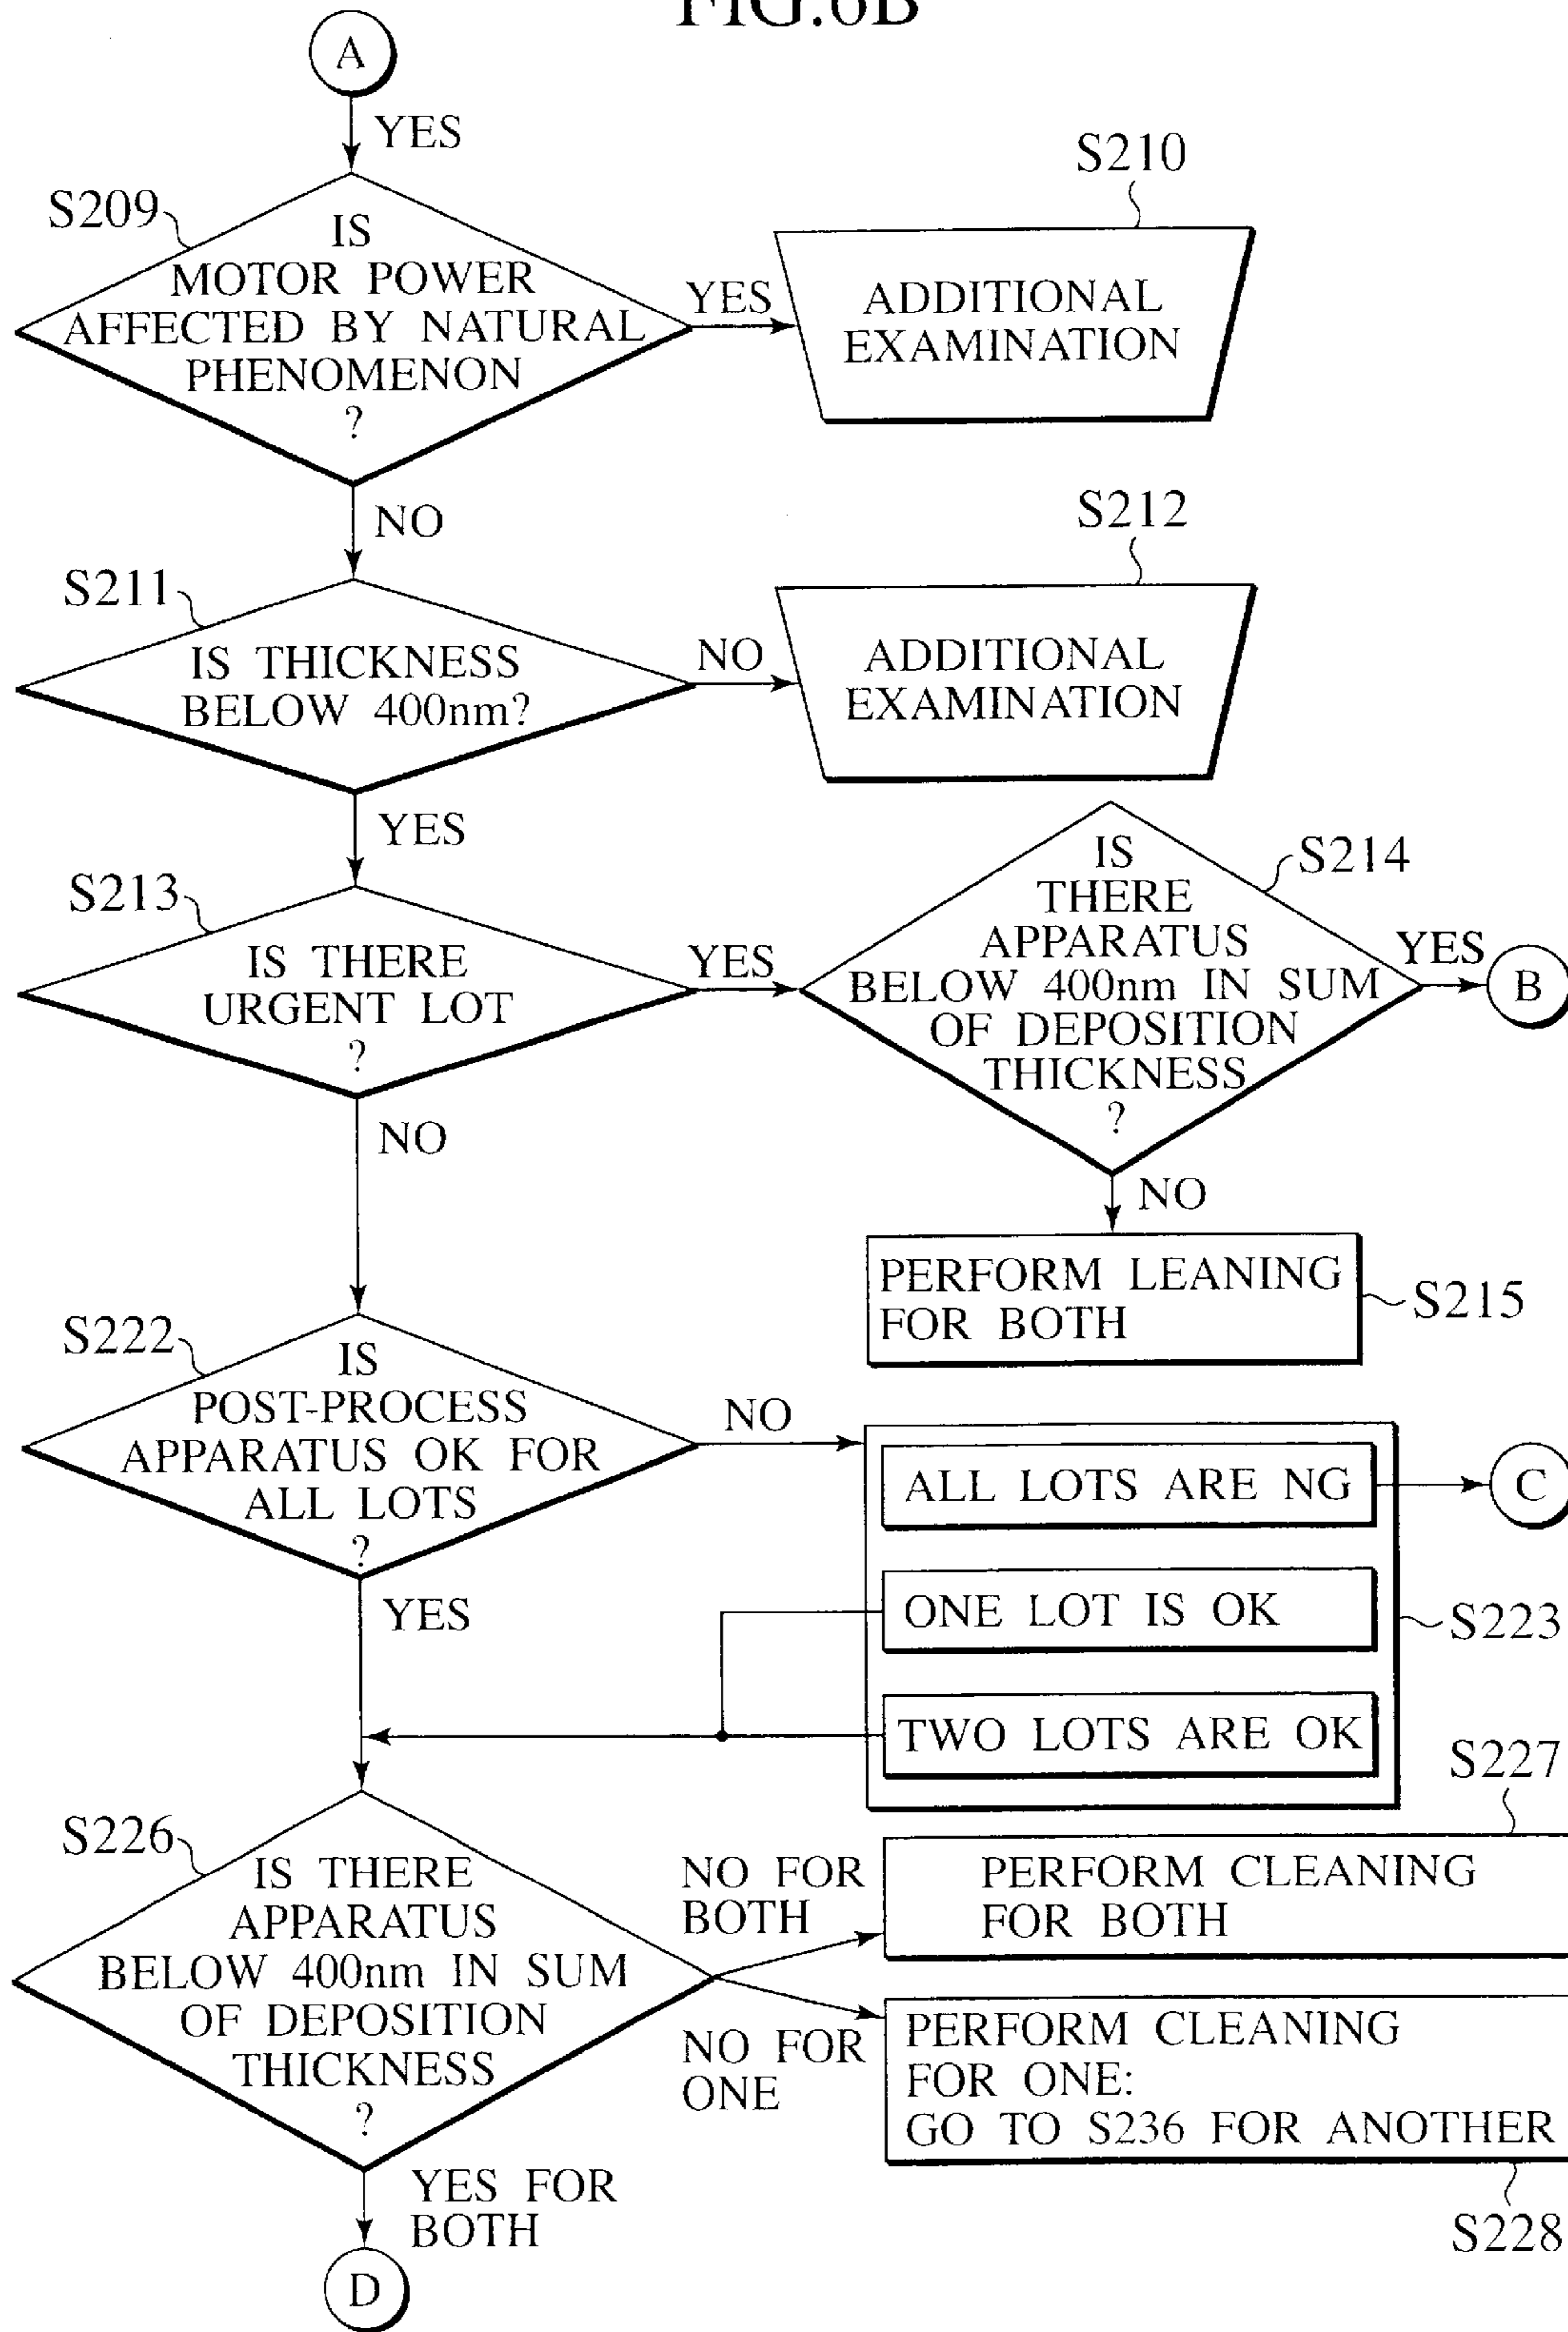 FIG.6B
A
YES
S209
IS
MOTOR POWER
AFFECTED BY NATURAL
PHENOMENON
?
YES
S210
ADDITIONAL
EXAMINATION
NO
S211
IS THICKNESS
BELOW 400nm?
NO
S212
ADDITIONAL
EXAMINATION
YES
S213
IS THERE
URGENT LOT
?
YES
S214
IS
THERE
APPARATUS
BELOW 400nm IN SUM
OF DEPOSITION
THICKNESS
?
YES
B
NO
PERFORM LEANING
FOR BOTH
S215
NO
S222
IS
POST-PROCESS
APPARATUS OK FOR
ALL LOTS
?
NO
ALL LOTS ARE NG
C
ONE LOT IS OK
S223
TWO LOTS ARE OK
YES
S226
IS THERE
APPARATUS
BELOW 400nm IN SUM
OF DEPOSITION
THICKNESS
?
NO FOR
BOTH
S227
PERFORM CLEANING
FOR BOTH
NO FOR
ONE
PERFORM CLEANING
FOR ONE:
GO TO S236 FOR ANOTHER
S228
YES FOR
BOTH
D